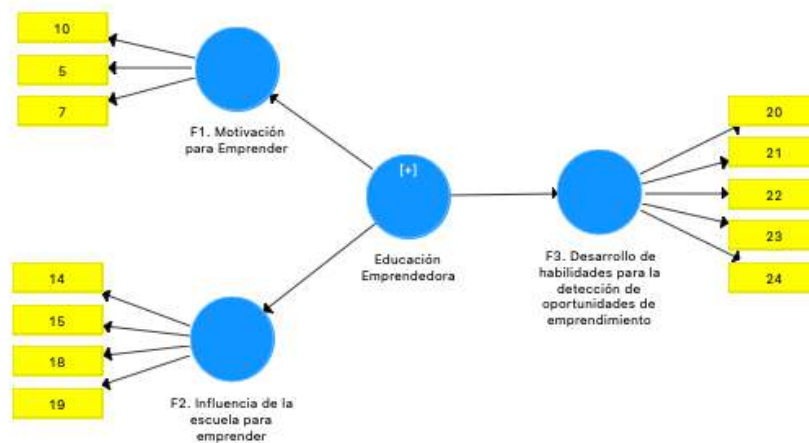 10
5
7
F1. Motivación
para Emprender
[+]
Educación
Emprendedora
20
21
22
23
24
F3. Desarrollo de
habilidades para la
detección de
oportunidades de
emprendimiento
14
15
18
19
F2. Influencia de la
escuela para
emprender